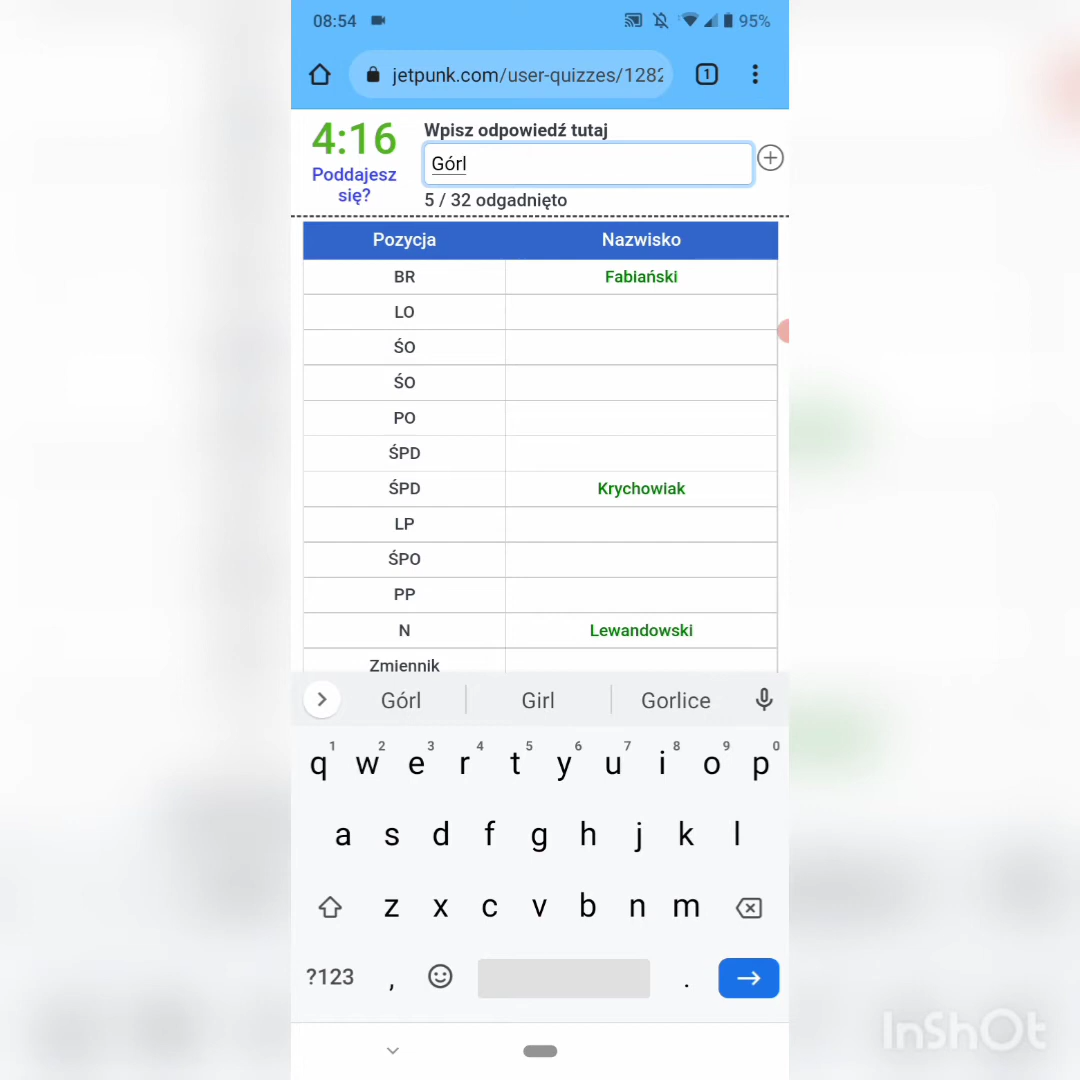 08:54 95%
jetpunk.com/user-quizzes/1282 1
4:16
Poddajesz
się?
Wpisz odpowiedź tutaj
Górl
5 / 32 odgadnięto
Pozycja Nazwisko
BR Fabiański
LO
ŚO
ŚO
PO
ŚPD
ŚPD Krychowiak
LP
ŚPO
PP
N Lewandowski
Zmiennik
Górl Girl Gorlice
1 2 3 4 5 6 7 8 9 0
q w e r t y u i o p
a s d f g h j k l
z x c v b n m
?123 , .
InShOt